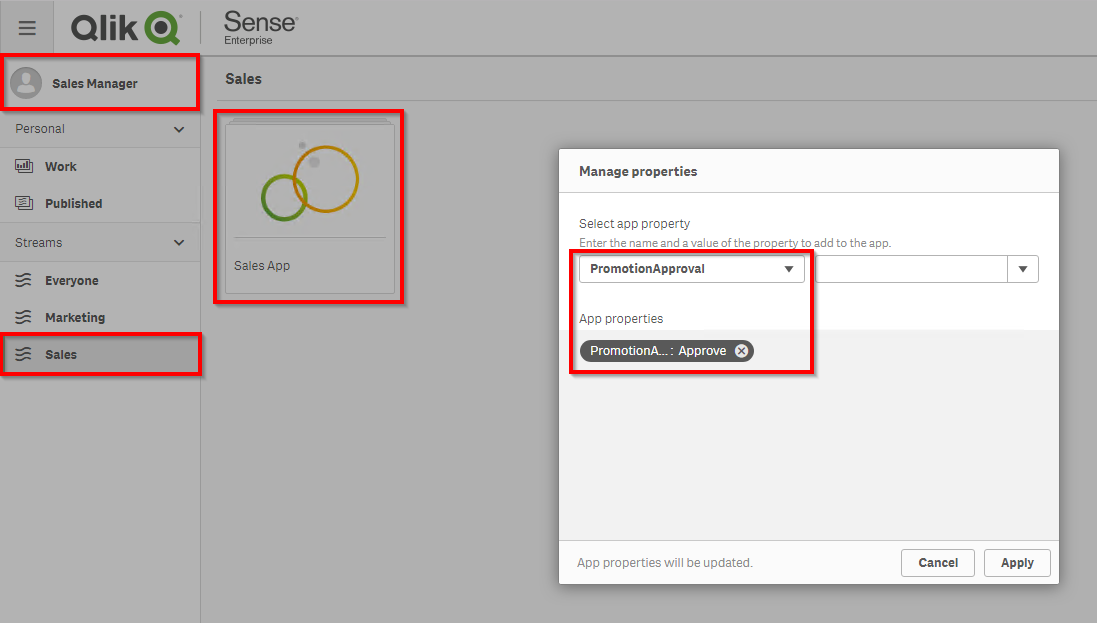 Qlik
Sense
Enterprise
Sales Manager
Personal
Work
Published
Streams
Everyone
Marketing
Sales
Sales
Sales App
Manage properties
Select app property
Enter the name and a value of the property to add to the app.
PromotionApproval
App properties
PromotionA...: Approve
App properties will be updated.
Cancel
Apply